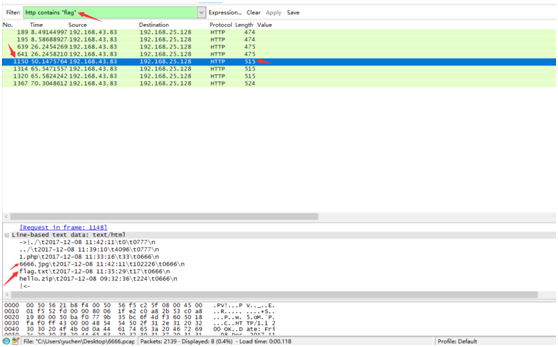 Filter: http contains "flag" Expression... Clear Apply Save
No. Time Source Destination Protocol Length Value
189 8.49144997 192.168.43.83 192.168.25.128 HTTP 474
195 8.58688927 192.168.43.83 192.168.25.128 HTTP 474
639 26.2454269 192.168.43.83 192.168.25.128 HTTP 475
641 26.2458210 192.168.43.83 192.168.25.128 HTTP 475
1150 50.1475764 192.168.43.83 192.168.25.128 HTTP 515
1314 65.5471557 192.168.43.83 192.168.25.128 HTTP 515
1320 65.5824242 192.168.43.83 192.168.25.128 HTTP 515
1367 70.3048612 192.168.43.83 192.168.25.128 HTTP 524
[Request in frame: 1148]
Line-based text data: text/html
->|./\t2017-12-08 11:42:11\t0\t0777\n
../\t2017-12-08 11:39:10\t4096\t0777\n
1.php\t2017-12-08 11:33:16\t33\t0666\n
6666.jpg\t2017-12-08 11:42:11\t102226\t0666\n
flag.txt\t2017-12-08 11:35:29\t17\t0666\n
hello.zip\t2017-12-08 09:32:36\t224\t0666\n
|<-
0000 00 50 56 21 b8 f4 00 50 56 f5 c2 5f 08 00 45 00 .PV!...P V.._..E.
0010 01 f5 52 fd 00 00 80 06 1f e2 c0 a8 2b 53 c0 a8
0020 19 80 00 50 ba f0 77 9b 35 bc 6f 4d f3 60 50 18
0030 fa f0 ff 43 00 00 48 54 54 50 2f 31 2e 31 20 32 ...C..HT TP/1.1 2
0040 30 30 20 4f 4b 0d 0a 44 61 74 65 3a 20 46 72 69 00 OK..D ate: Fri
File: "C:\Users\yuchen\Desktop\6666.pcap" Packets: 2139 · Displayed: 8 (0.4%) · Load time: 0:00.118 Profile: Default